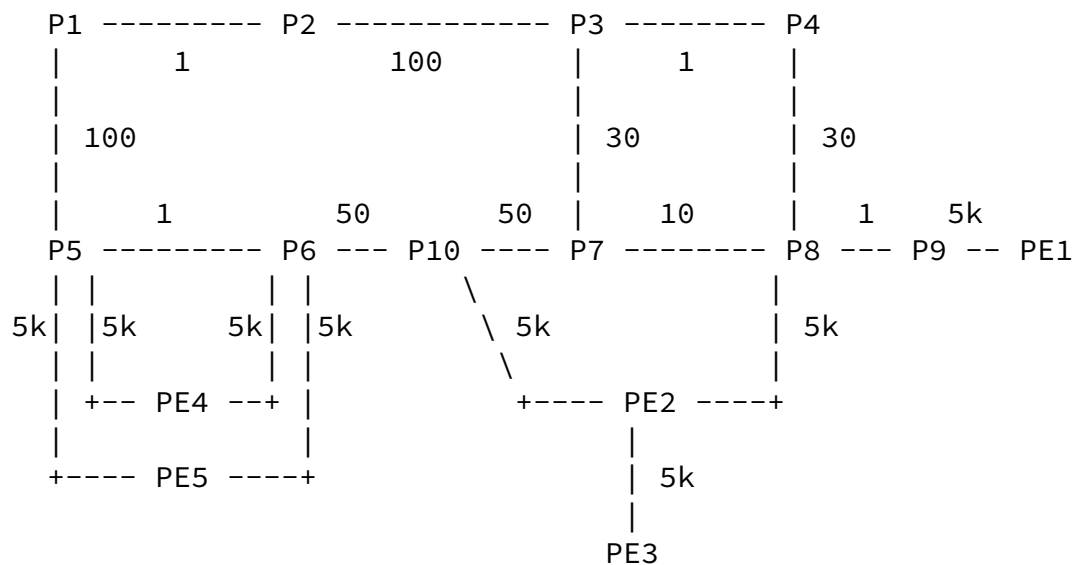 P1 --------- P2 ------------- P3 -------- P4
|      1           100       |     1     |
|                            |           |
| 100                        | 30        | 30
|                            |           |
|     1         50       50  |    10     |   1    5k
P5 --------- P6 --- P10 ---- P7 -------- P8 --- P9 -- PE1
| |         | |         \                |
5k| |5k     5k| |5k      \ 5k            | 5k
| |         | |           \              |
| +-- PE4 --+ |            +---- PE2 ----+
|             |                  |
+---- PE5 ----+                  | 5k
|
PE3